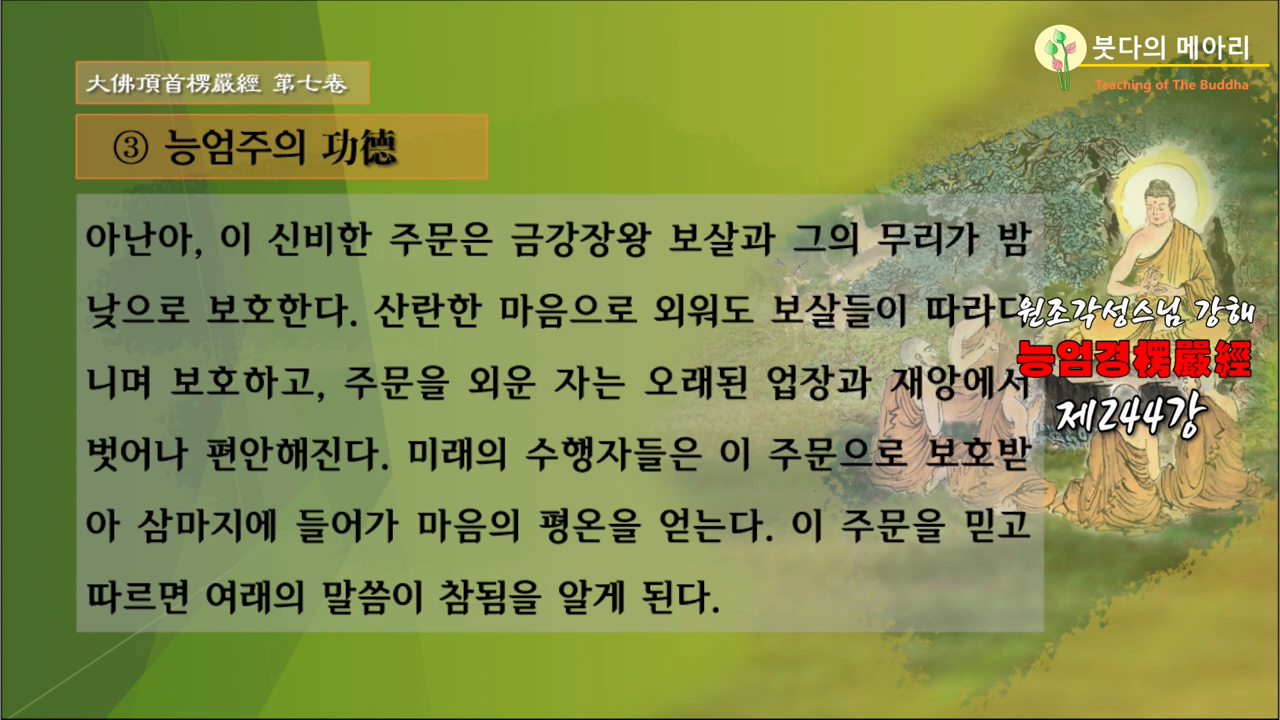 붓다의 메아리
Teaching of The Buddha
大佛頂首楞嚴經 第七卷
③ 능엄주의 功德
아난아, 이 신비한 주문은 금강장왕 보살과 그의 무리가 밤
낮으로 보호한다. 산란한 마음으로 외워도 보살들이 따라다
니며 보호하고, 주문을 외운 자는 오래된 업장과 재앙에서
벗어나 편안해진다. 미래의 수행자들은 이 주문으로 보호받
아 삼마지에 들어가 마음의 평온을 얻는다. 이 주문을 믿고
따르면 여래의 말씀이 참됨을 알게 된다.
원조각성스님 강해
능엄경楞嚴經
제244강